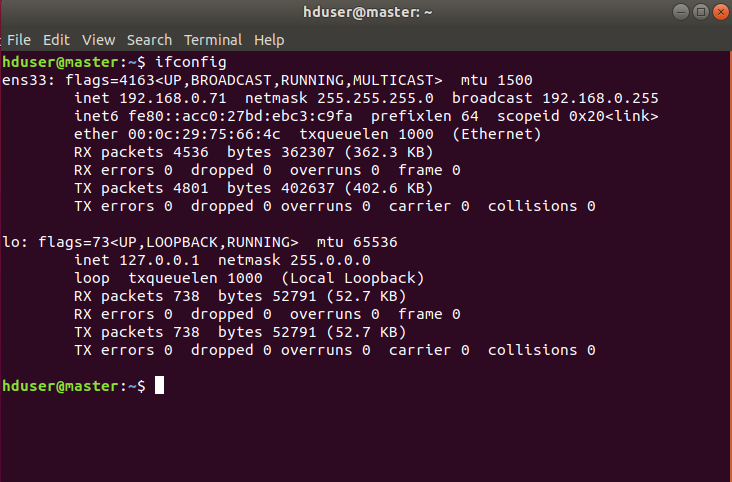 hduser@master: ~
File Edit View Search Terminal Help
hduser@master:~$ ifconfig
ens33: flags=4163<UP,BROADCAST,RUNNING,MULTICAST>  mtu 1500
        inet 192.168.0.71  netmask 255.255.255.0  broadcast 192.168.0.255
        inet6 fe80::acc0:27bd:ebc3:c9fa  prefixlen 64  scopeid 0x20<link>
        ether 00:0c:29:75:66:4c  txqueuelen 1000  (Ethernet)
        RX packets 4536  bytes 362307 (362.3 KB)
        RX errors 0  dropped 0  overruns 0  frame 0
        TX packets 4801  bytes 402637 (402.6 KB)
        TX errors 0  dropped 0 overruns 0  carrier 0  collisions 0
lo: flags=73<UP,LOOPBACK,RUNNING>  mtu 65536
        inet 127.0.0.1  netmask 255.0.0.0
        loop  txqueuelen 1000  (Local Loopback)
        RX packets 738  bytes 52791 (52.7 KB)
        RX errors 0  dropped 0  overruns 0  frame 0
        TX packets 738  bytes 52791 (52.7 KB)
        TX errors 0  dropped 0 overruns 0  carrier 0  collisions 0
hduser@master:~$